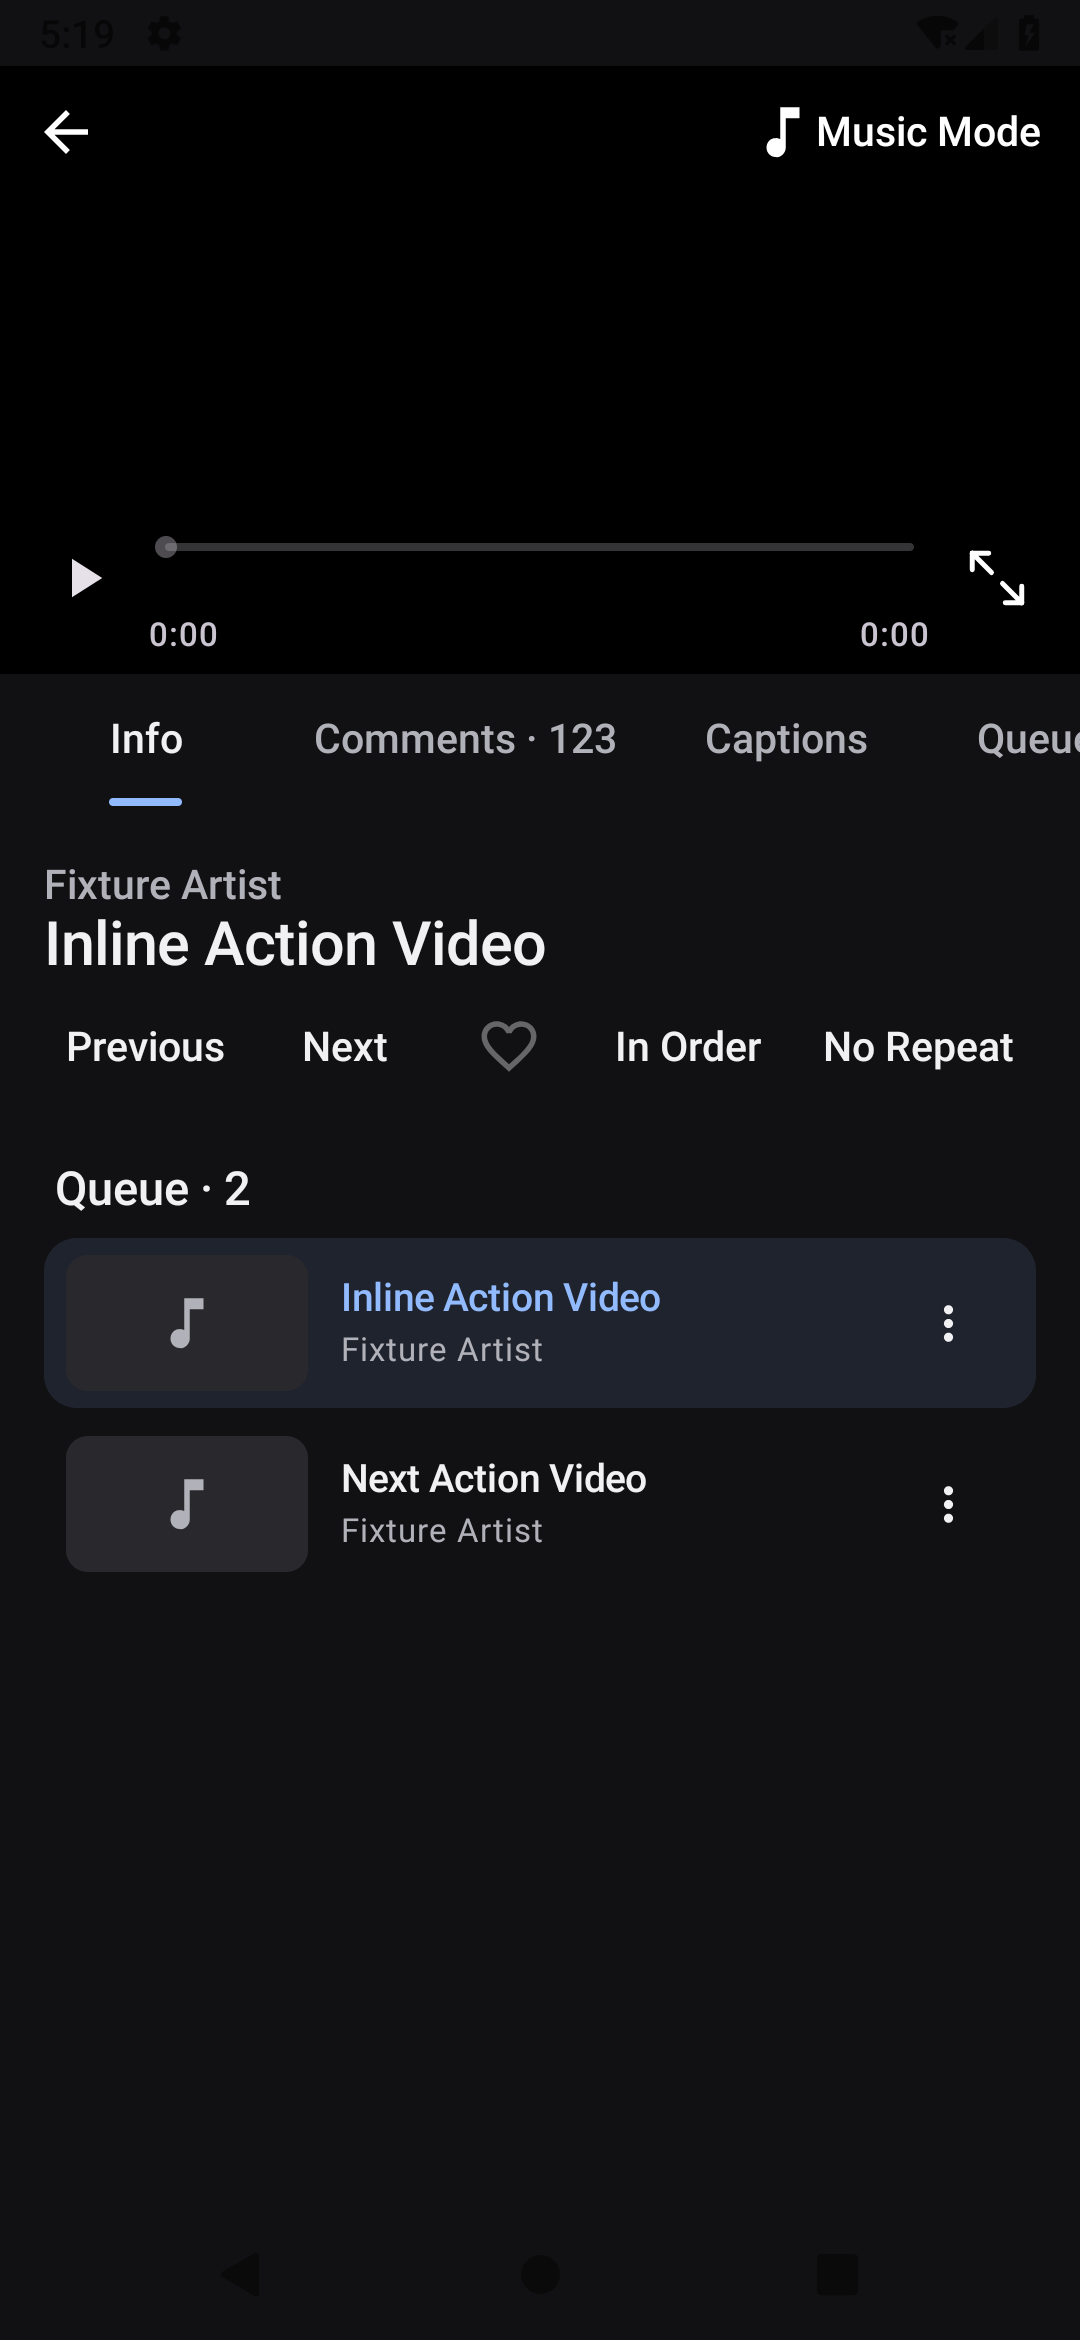 5:19
Music Mode
0:00 0:00
Info Comments · 123 Captions Queue
Fixture Artist
Inline Action Video
Previous Next In Order No Repeat
Queue · 2
Inline Action Video
Fixture Artist
Next Action Video
Fixture Artist